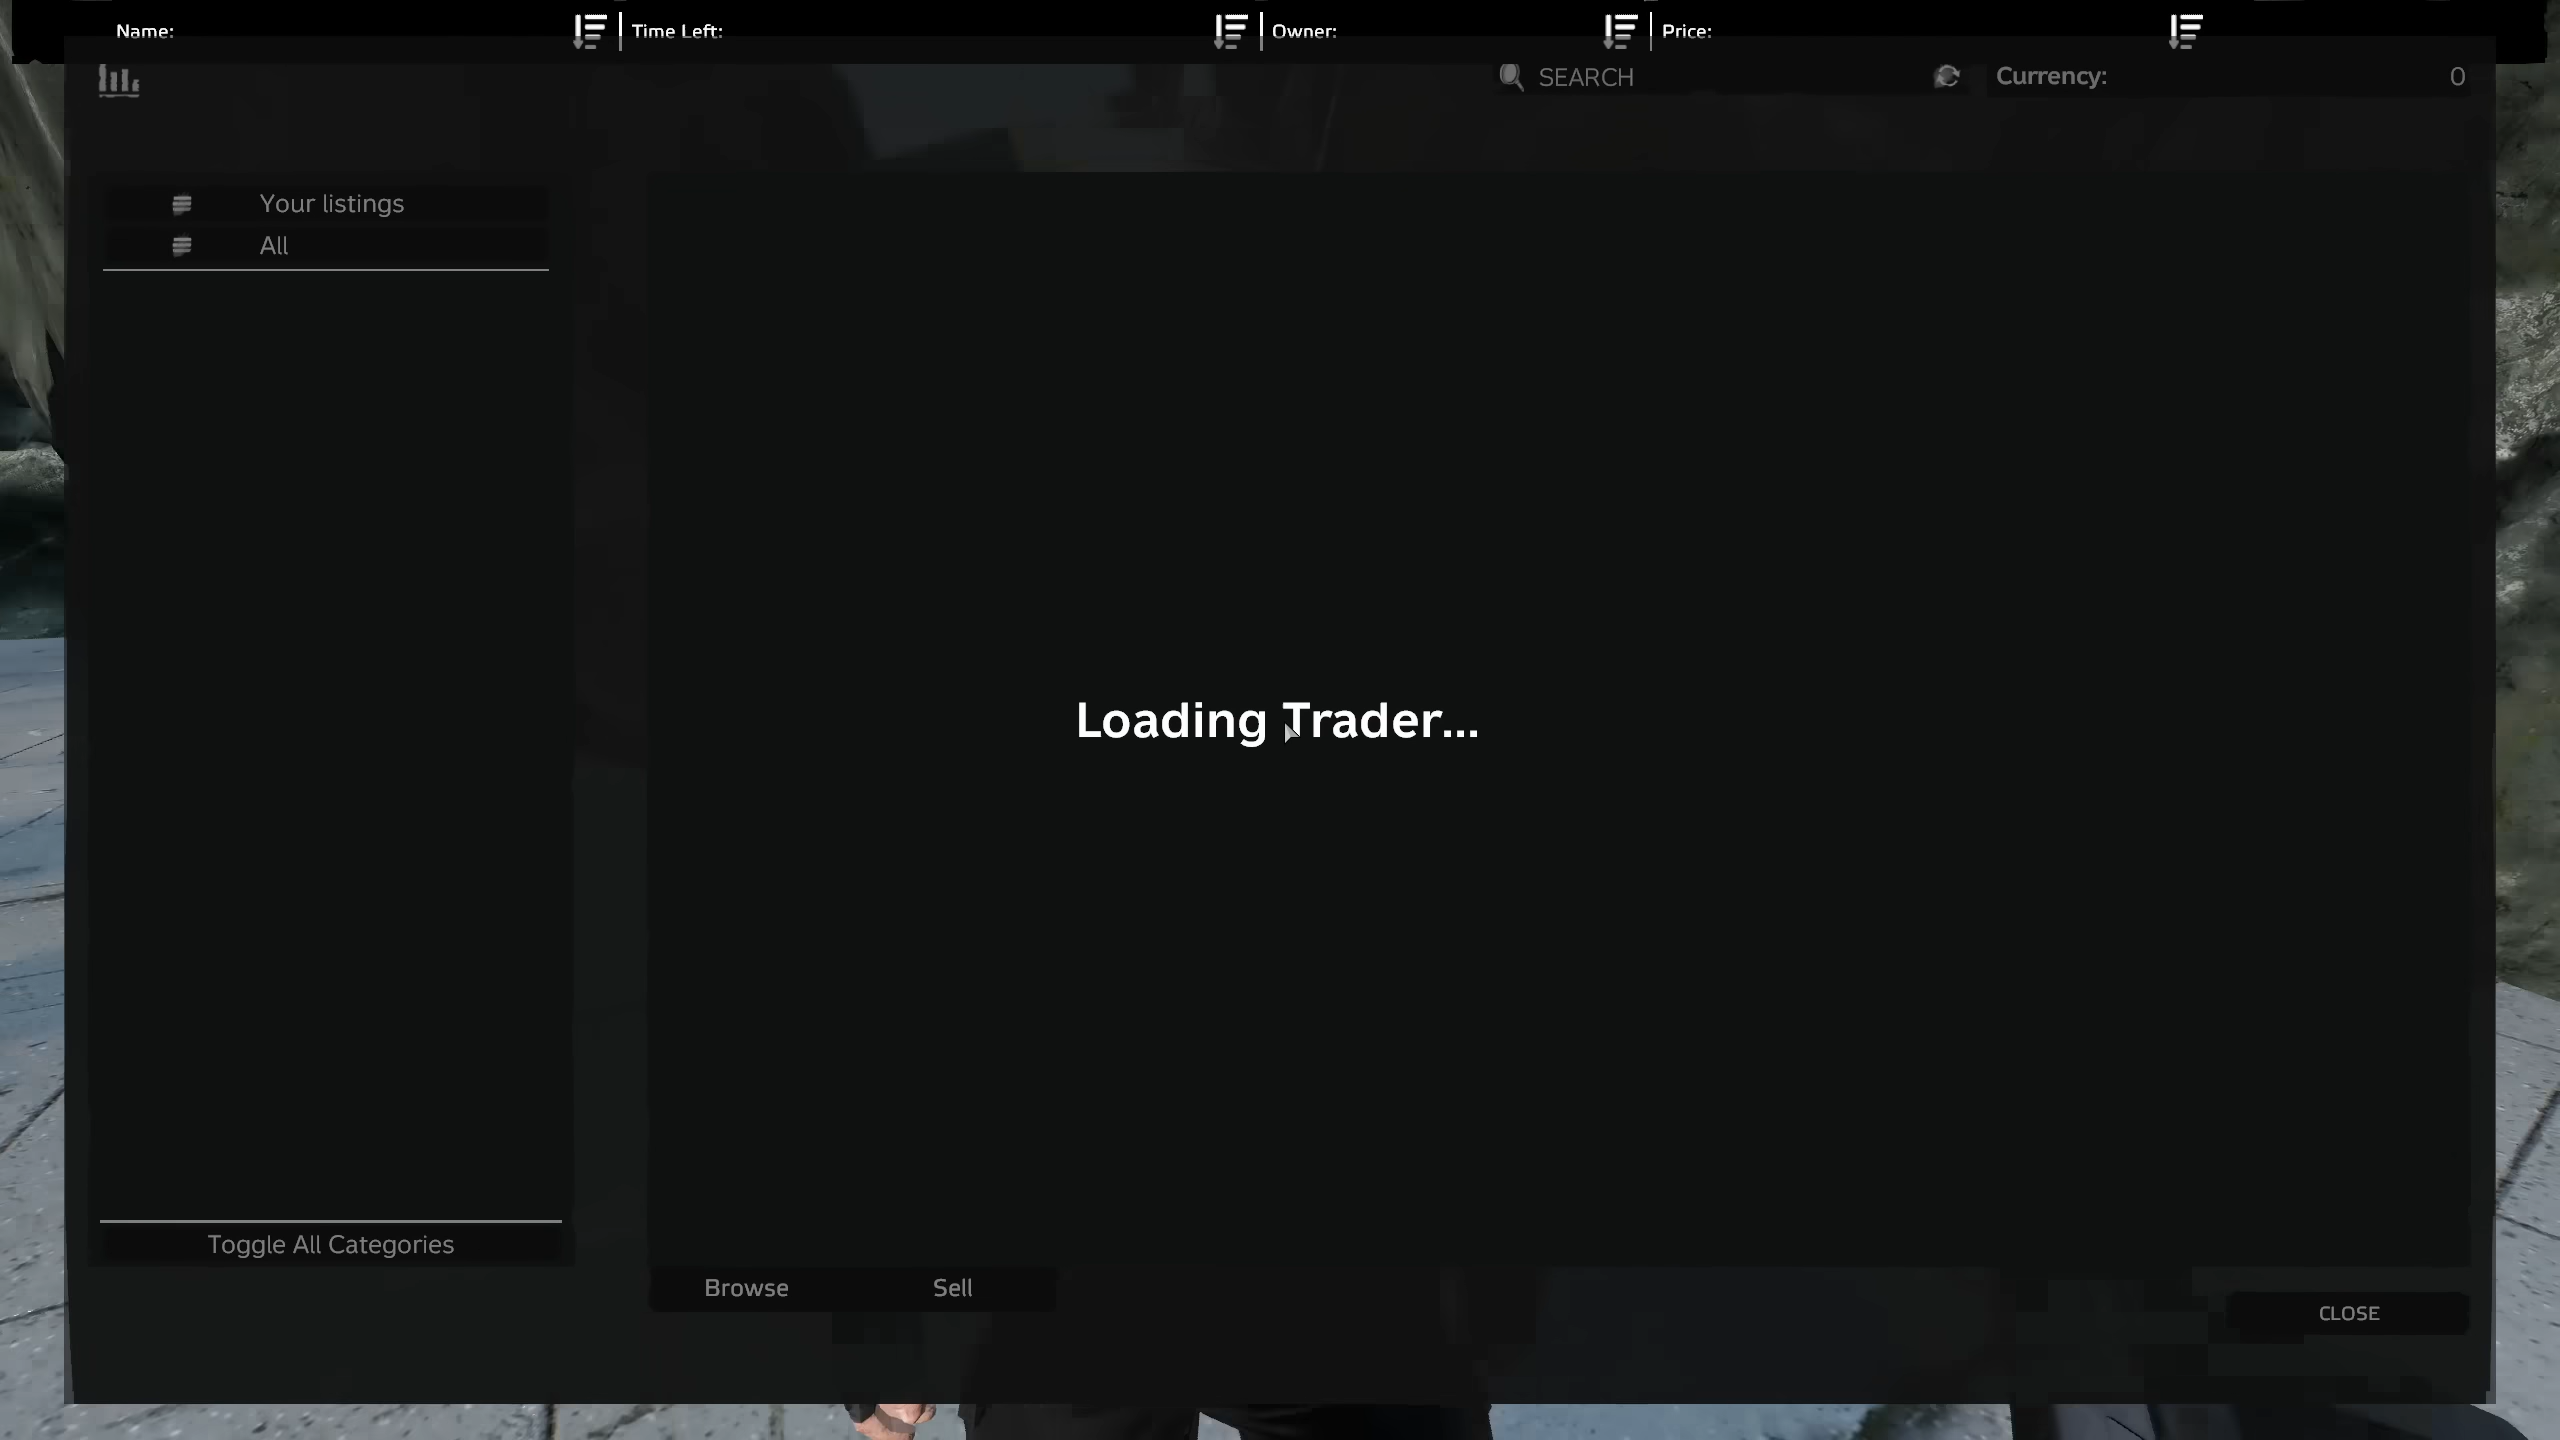 Name: Time Left: Owner: Price:
SEARCH Currency: 0
Your listings
All
Loading Trader...
Toggle All Categories
Browse Sell
CLOSE